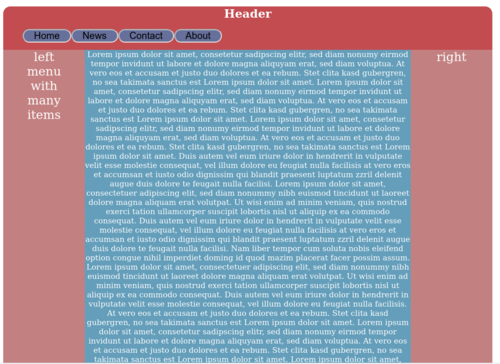 Header
Home News Contact About
left
menu
with
many
items
Lorem ipsum dolor sit amet, consetetur sadipscing elitr, sed diam nonumy eirmod
tempor invidunt ut labore et dolore magna aliquyam erat, sed diam voluptua. At
vero eos et accusam et justo duo dolores et ea rebum. Stet clita kasd gubergren,
no sea takimata sanctus est Lorem ipsum dolor sit amet. Lorem ipsum dolor sit
amet, consetetur sadipscing elitr, sed diam nonumy eirmod tempor invidunt ut
labore et dolore magna aliquyam erat, sed diam voluptua. At vero eos et accusam
et justo duo dolores et ea rebum. Stet clita kasd gubergren, no sea takimata
sanctus est Lorem ipsum dolor sit amet. Lorem ipsum dolor sit amet, consetetur
sadipscing elitr, sed diam nonumy eirmod tempor invidunt ut labore et dolore
magna aliquyam erat, sed diam voluptua. At vero eos et accusam et justo duo
dolores et ea rebum. Stet clita kasd gubergren, no sea takimata sanctus est Lorem
ipsum dolor sit amet. Duis autem vel eum iriure dolor in hendrerit in vulputate
velit esse molestie consequat, vel illum dolore eu feugiat nulla facilisis at vero eros
et accumsan et iusto odio dignissim qui blandit praesent luptatum zzril delenit
augue duis dolore te feugait nulla facilisi. Lorem ipsum dolor sit amet,
consectetuer adipiscing elit, sed diam nonummy nibh euismod tincidunt ut laoreet
dolore magna aliquam erat volutpat. Ut wisi enim ad minim veniam, quis nostrud
exerci tation ullamcorper suscipit lobortis nisl ut aliquip ex ea commodo
consequat. Duis autem vel eum iriure dolor in hendrerit in vulputate velit esse
molestie consequat, vel illum dolore eu feugiat nulla facilisis at vero eros et
accumsan et iusto odio dignissim qui blandit praesent luptatum zzril delenit augue
duis dolore te feugait nulla facilisi. Nam liber tempor cum soluta nobis eleifend
option congue nihil imperdiet doming id quod mazim placerat facer possim assum.
Lorem ipsum dolor sit amet, consectetuer adipiscing elit, sed diam nonummy nibh
euismod tincidunt ut laoreet dolore magna aliquam erat volutpat. Ut wisi enim ad
minim veniam, quis nostrud exerci tation ullamcorper suscipit lobortis nisl ut
aliquip ex ea commodo consequat. Duis autem vel eum iriure dolor in hendrerit in
vulputate velit esse molestie consequat, vel illum dolore eu feugiat nulla facilisis.
At vero eos et accusam et justo duo dolores et ea rebum. Stet clita kasd
gubergren, no sea takimata sanctus est Lorem ipsum dolor sit amet. Lorem ipsum
dolor sit amet, consetetur sadipscing elitr, sed diam nonumy eirmod tempor
invidunt ut labore et dolore magna aliquyam erat, sed diam voluptua. At vero eos
et accusam et justo duo dolores et ea rebum. Stet clita kasd gubergren, no sea
takimata sanctus est Lorem ipsum dolor sit amet. Lorem ipsum dolor sit amet,
right